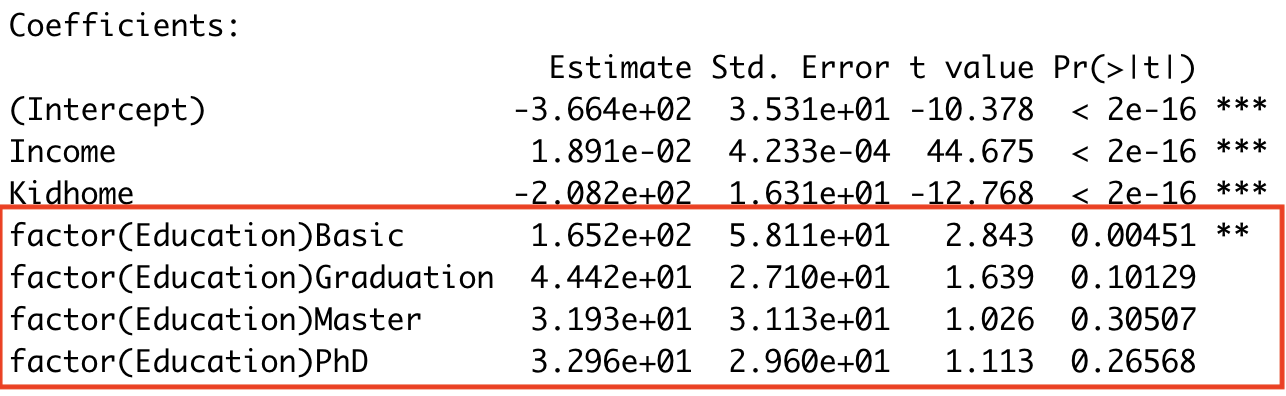 Coefficients:
Estimate Std. Error t value Pr(>|t|)
(Intercept) -3.664e+02 3.531e+01 -10.378 < 2e-16 ***
Income 1.891e-02 4.233e-04 44.675 < 2e-16 ***
Kidhome -2.082e+02 1.631e+01 -12.768 < 2e-16 ***
factor(Education)Basic 1.652e+02 5.811e+01 2.843 0.00451 **
factor(Education)Graduation 4.442e+01 2.710e+01 1.639 0.10129
factor(Education)Master 3.193e+01 3.113e+01 1.026 0.30507
factor(Education)PhD 3.296e+01 2.960e+01 1.113 0.26568